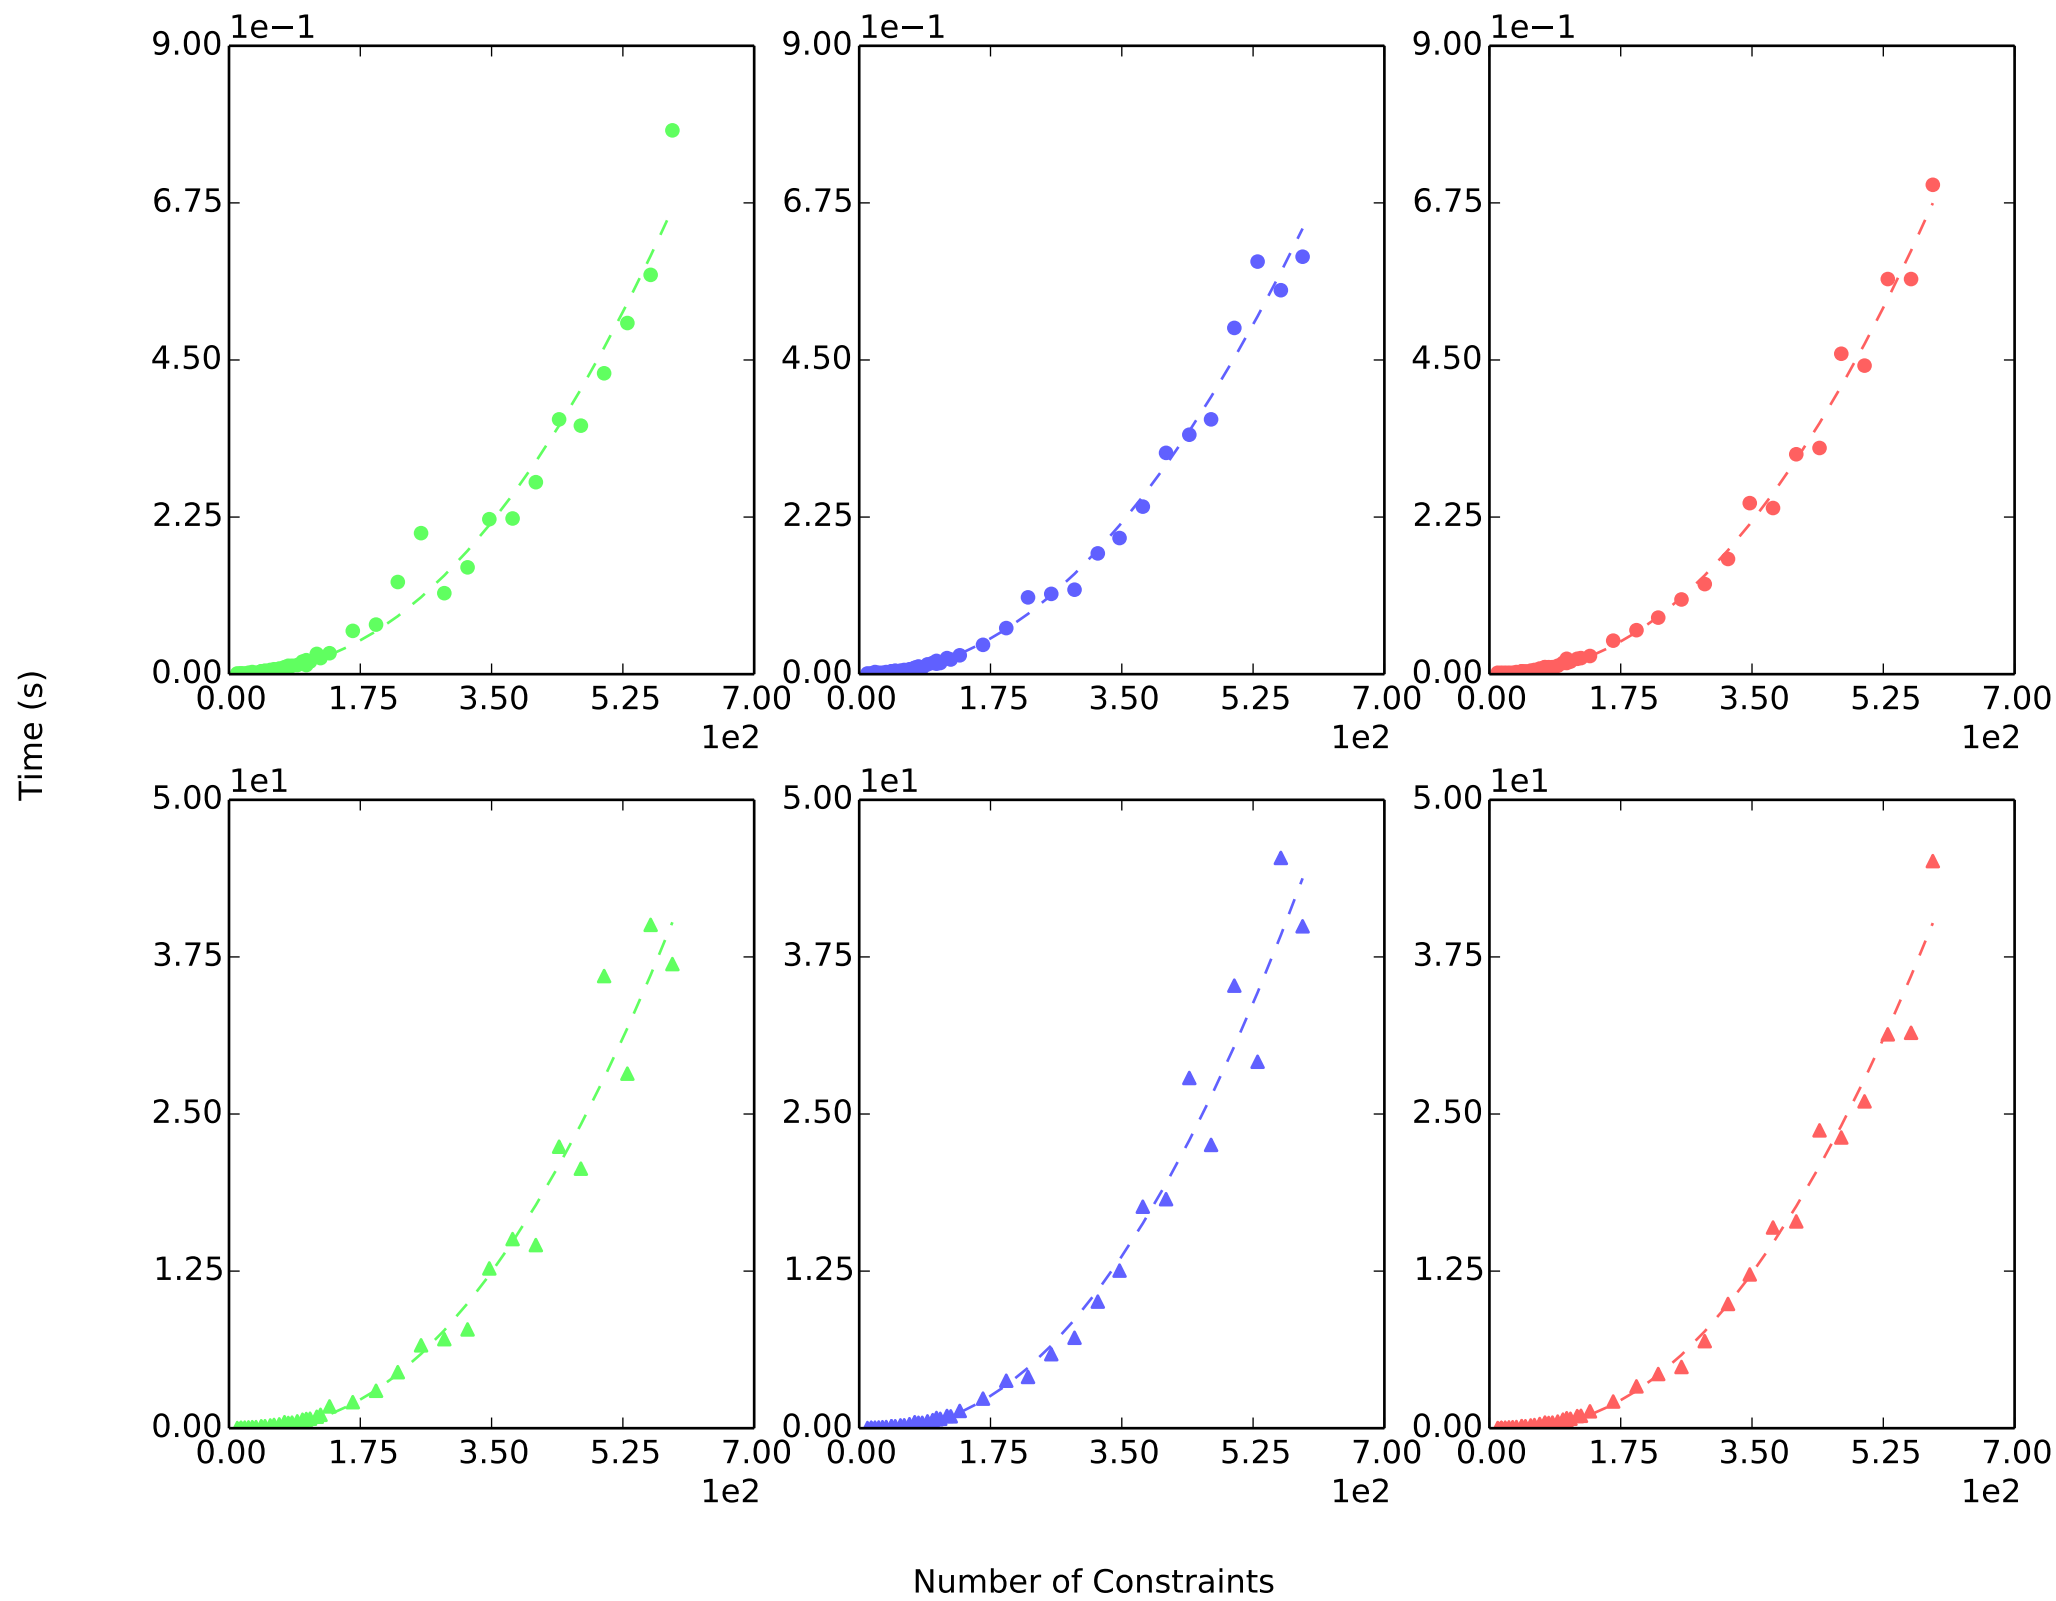 1e−1 1e−1 1e−1
9.00 9.00 9.00
6.75 6.75 6.75
4.50 4.50 4.50
2.25 2.25 2.25
0.00 0.00 0.00
0.00 1.75 3.50 5.25 7.00 0.00 1.75 3.50 5.25 7.00 0.00 1.75 3.50 5.25 7.00
1e2 1e2 1e2
Time (s)
1e1 1e1 1e1
5.00 5.00 5.00
3.75 3.75 3.75
2.50 2.50 2.50
1.25 1.25 1.25
0.00 0.00 0.00
0.00 1.75 3.50 5.25 7.00 0.00 1.75 3.50 5.25 7.00 0.00 1.75 3.50 5.25 7.00
1e2 1e2 1e2
Number of Constraints